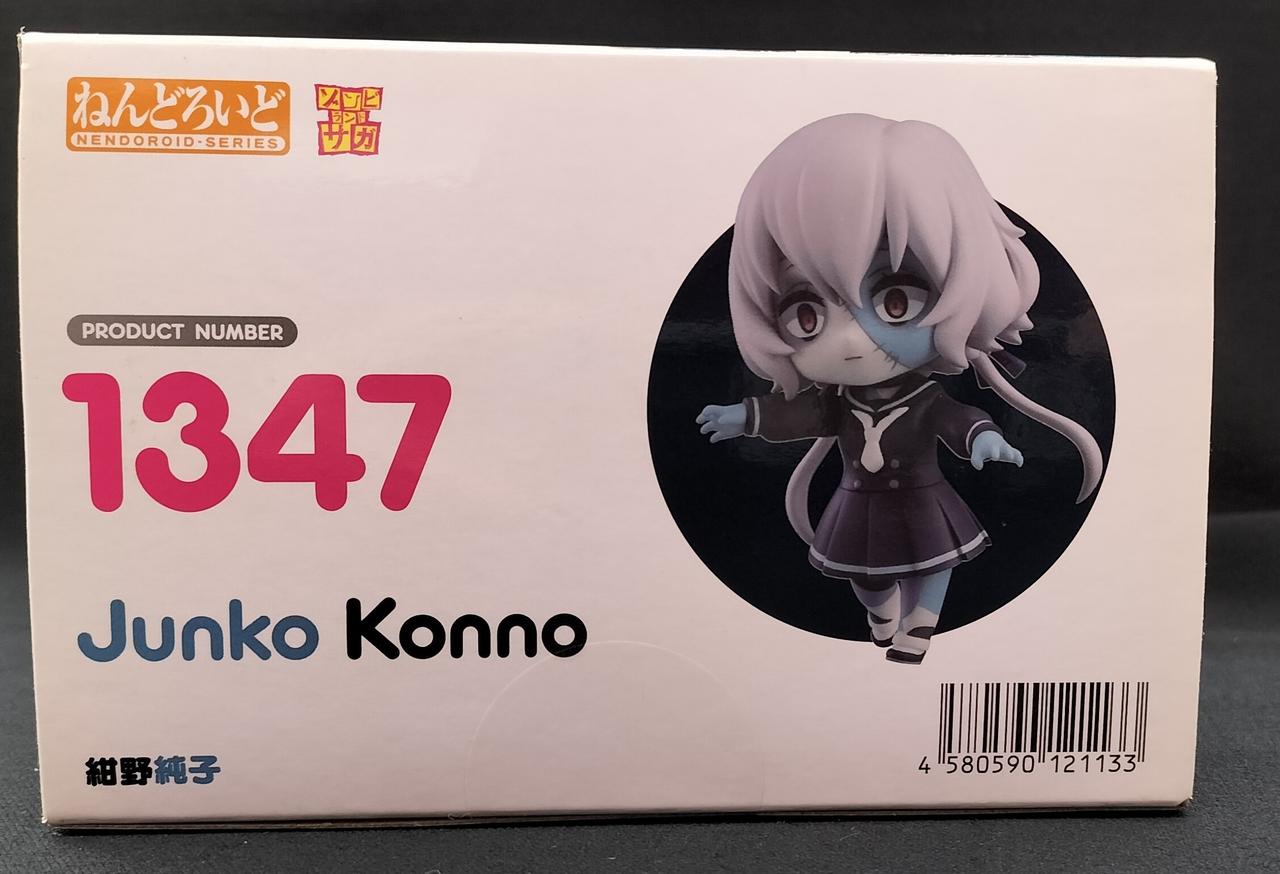 ねんどろいど
NENDOROID-SERIES
ゾンビ
ランド
サガ
PRODUCT NUMBER
1347
Junko Konno
紺野純子
4 580590 121133